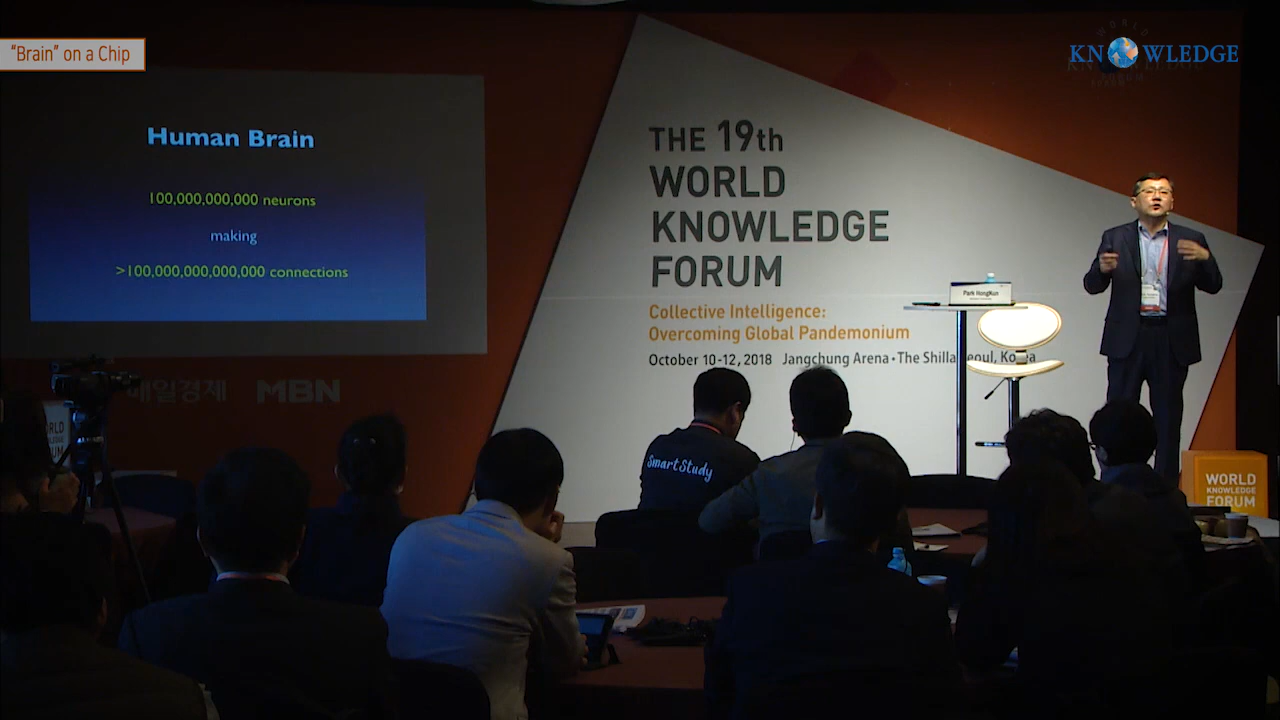 “Brain” on a Chip
KNOWLEDGE
Human Brain
100,000,000,000 neurons
making
>100,000,000,000,000 connections
THE 19th
WORLD
KNOWLEDGE
FORUM
Collective Intelligence:
Overcoming Global Pandemonium
October 10-12, 2018 Jangchung Arena • The Shilla Seoul, Korea
Park HongKun
매일경제 MBN
SmartStudy
WORLD
KNOWLEDGE
FORUM